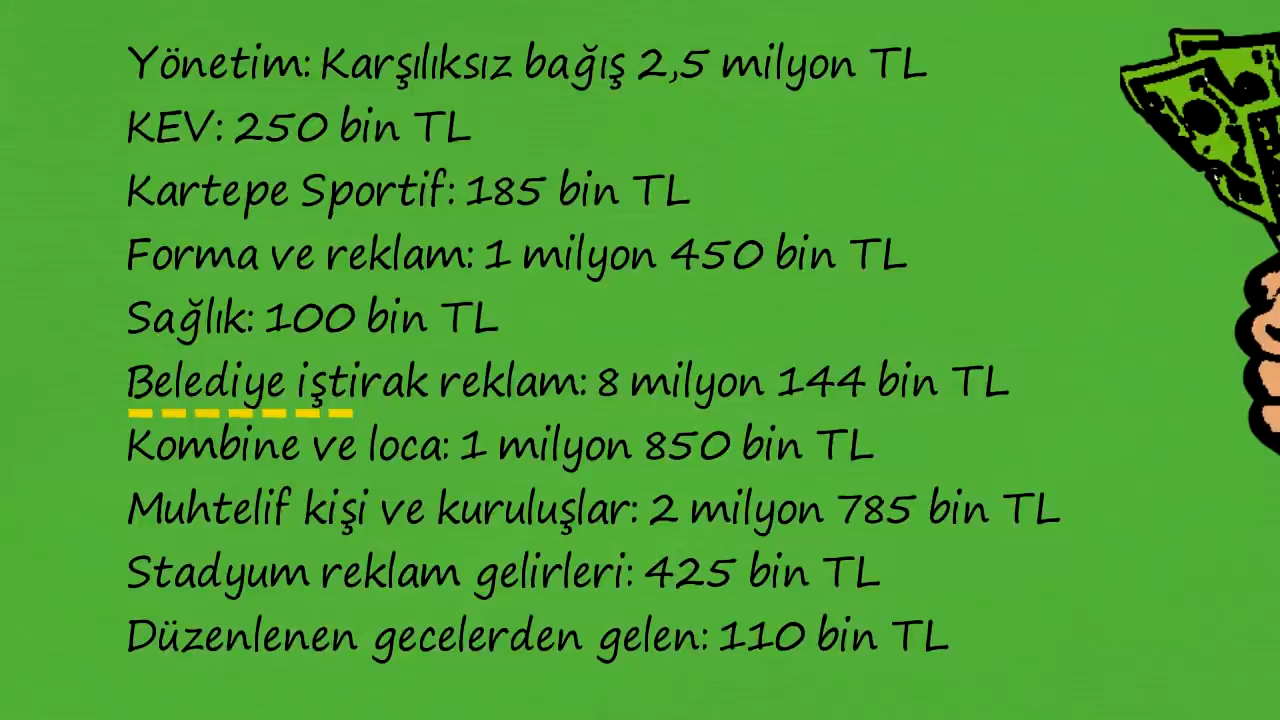 Yönetim: Karşılıksız bağış 2,5 milyon TL
KEV: 250 bin TL
Kartepe Sportif: 185 bin TL
Forma ve reklam: 1 milyon 450 bin TL
Sağlık: 100 bin TL
Belediye iştirak reklam: 8 milyon 144 bin TL
Kombine ve loca: 1 milyon 850 bin TL
Muhtelif kişi ve kuruluşlar: 2 milyon 785 bin TL
Stadyum reklam gelirleri: 425 bin TL
Düzenlenen gecelerden gelen: 110 bin TL